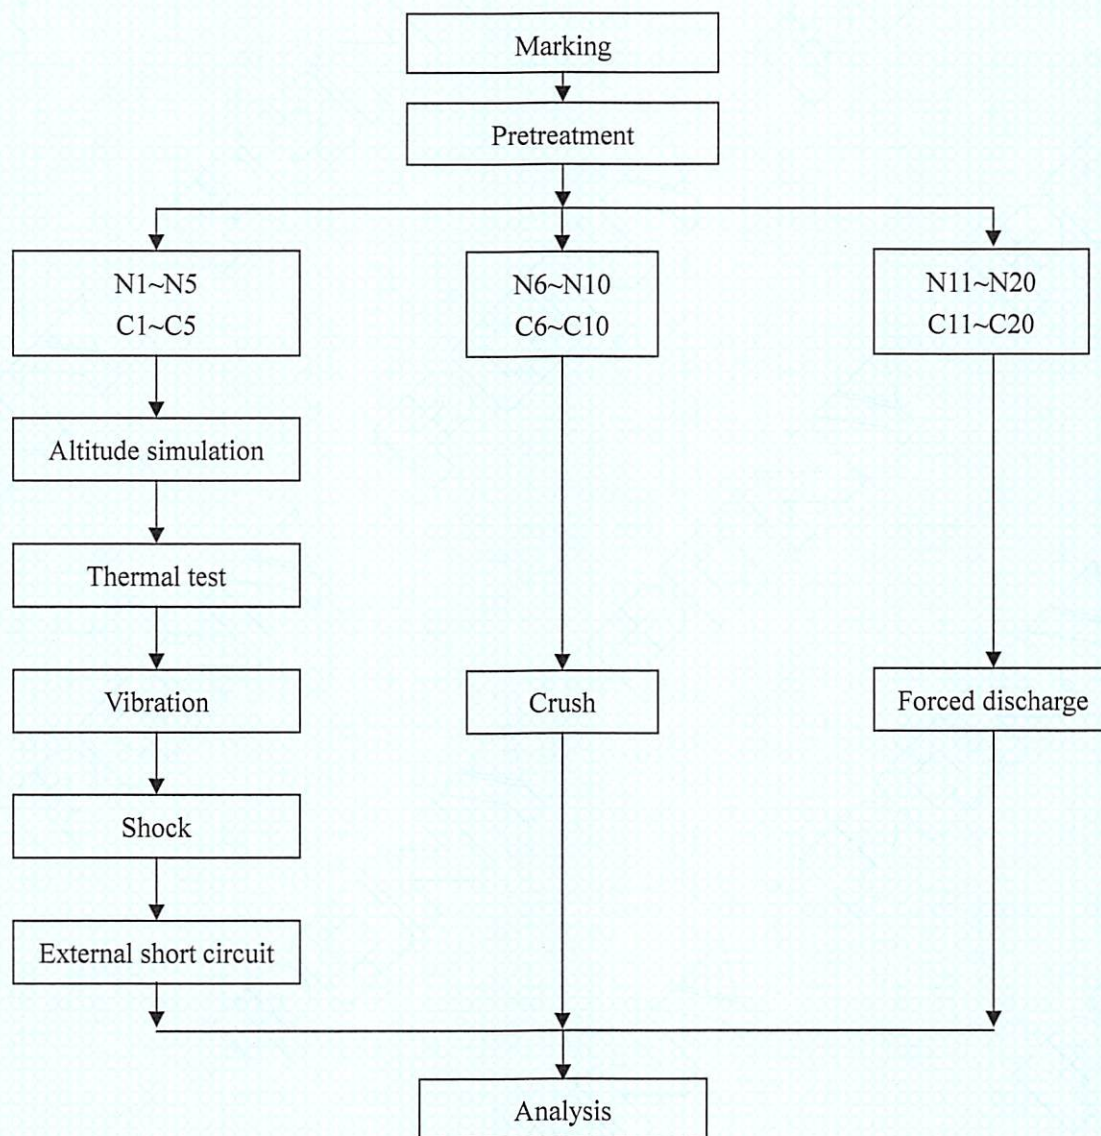 Marking
Pretreatment
N1~N5
C1~C5
N6~N10
C6~C10
N11~N20
C11~C20
Altitude simulation
Thermal test
Vibration
Crush
Forced discharge
Shock
External short circuit
Analysis